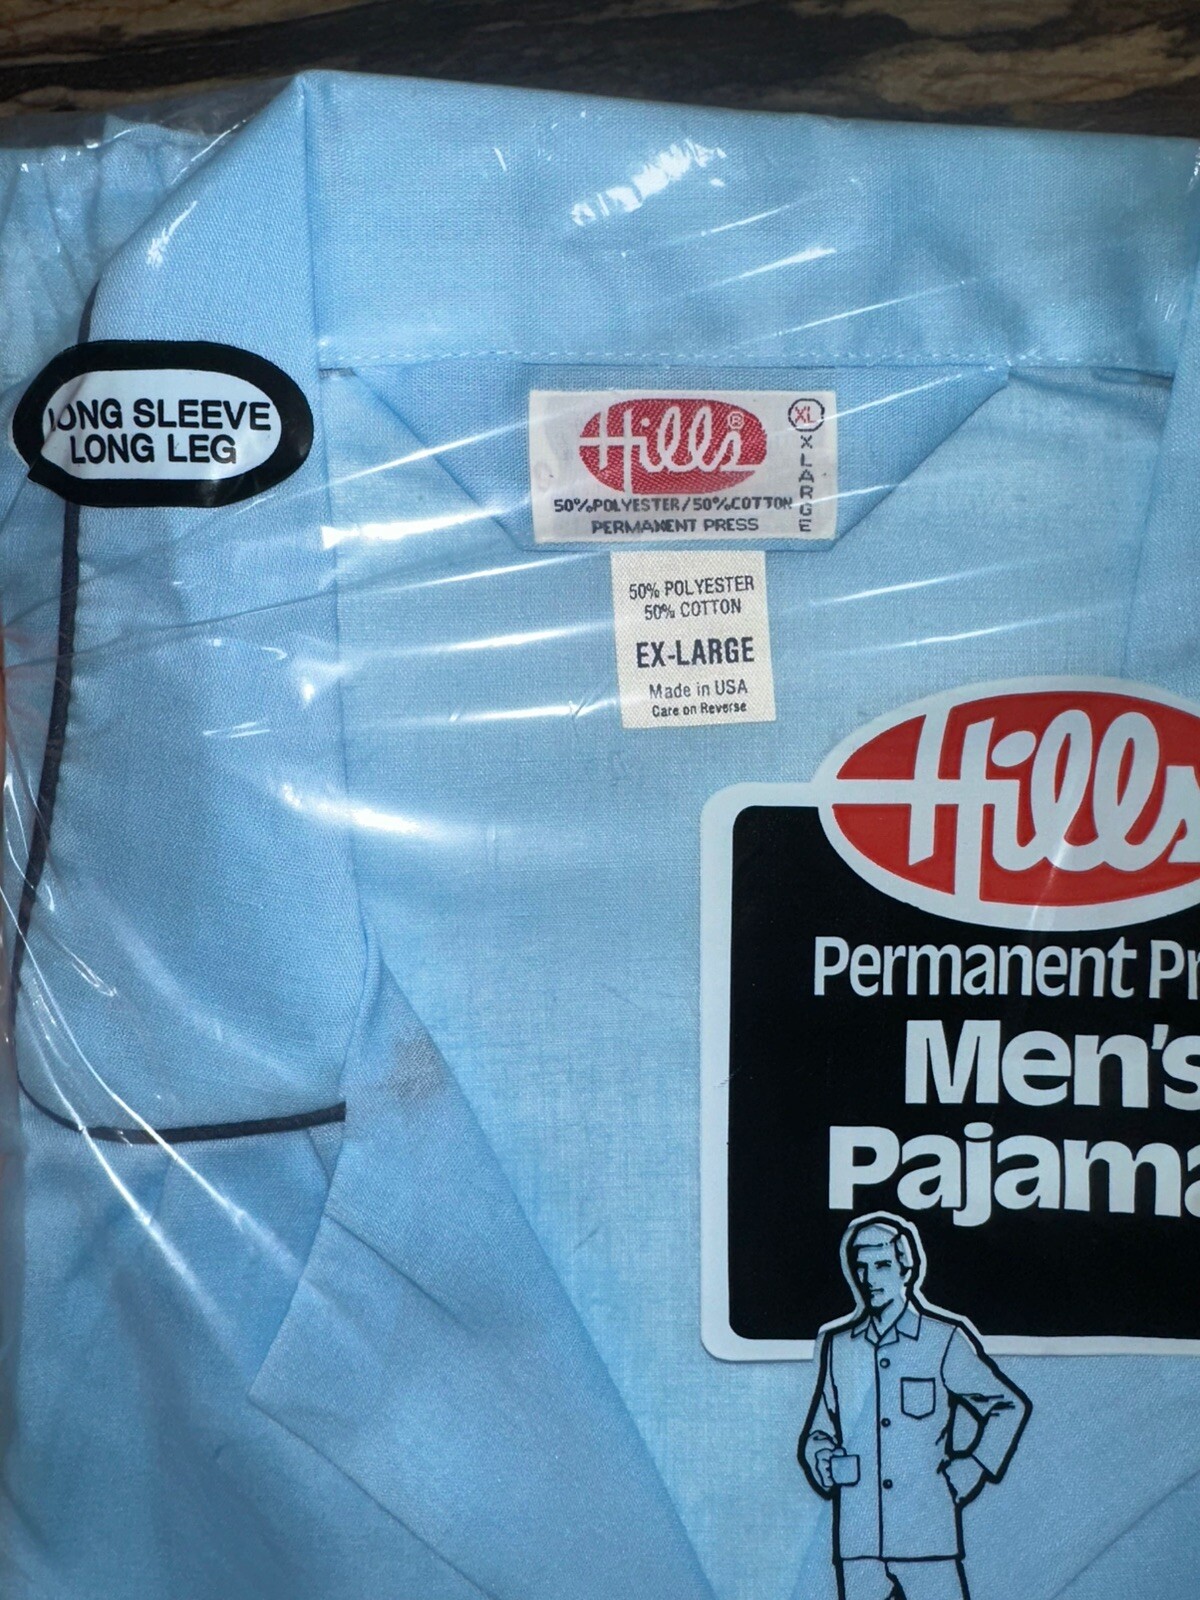 LONG SLEEVE
LONG LEG
Hills®
XL
X LARGE
50%POLYESTER/50%COTTON
PERMANENT PRESS
50% POLYESTER
50% COTTON
EX-LARGE
Made in USA
Care on Reverse
Hills
Permanent Pr
Men's
Pajama